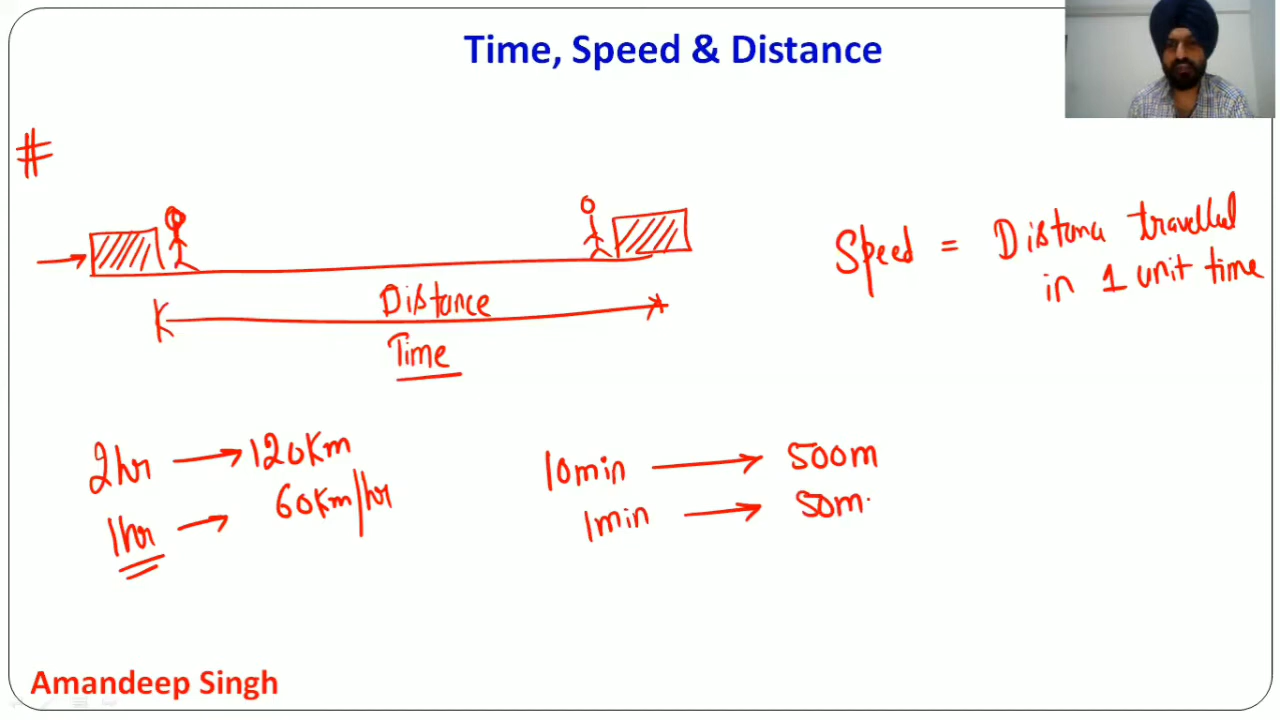 Time, Speed & Distance
#
Speed = Distance travelled
in 1 unit time
Distance
Time
2hr → 120Km
1hr → 60Km/hr
10min → 500m
1min → 50m
Amandeep Singh